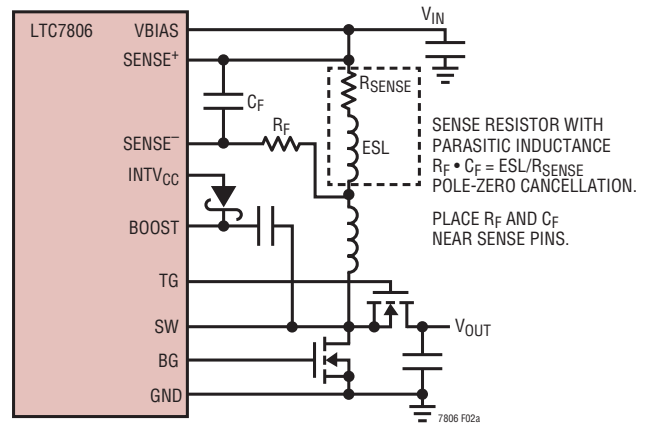 LTC7806
VBIAS
VIN
SENSE+
CF
RSENSE
ESL
RF
SENSE–
INTVCC
BOOST
TG
SW
VOUT
BG
GND
SENSE RESISTOR WITH
PARASITIC INDUCTANCE
RF • CF = ESL/RSENSE
POLE-ZERO CANCELLATION.
PLACE RF AND CF
NEAR SENSE PINS.
7806 F02a